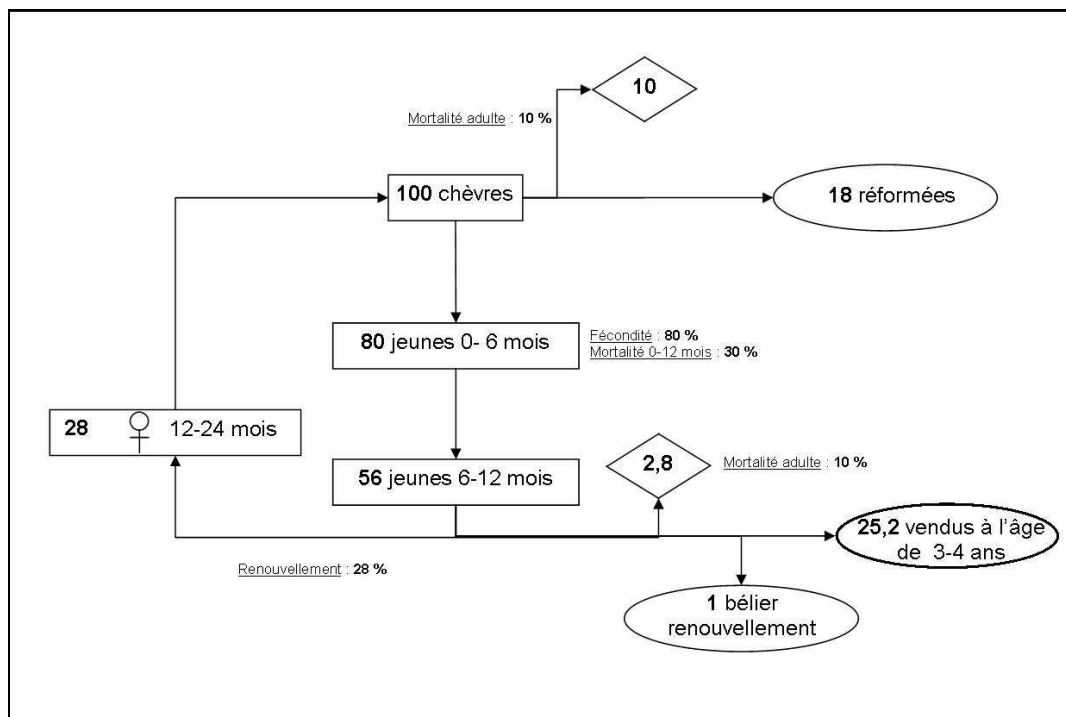 10
Mortalité adulte : 10 %
100 chèvres
18 réformées
80 jeunes 0- 6 mois
Fécondité : 80 %
Mortalité 0-12 mois : 30 %
28 ♀ 12-24 mois
56 jeunes 6-12 mois
2,8
Mortalité adulte : 10 %
25,2 vendus à l'âge
de 3-4 ans
Renouvellement : 28 %
1 bélier
renouvellement